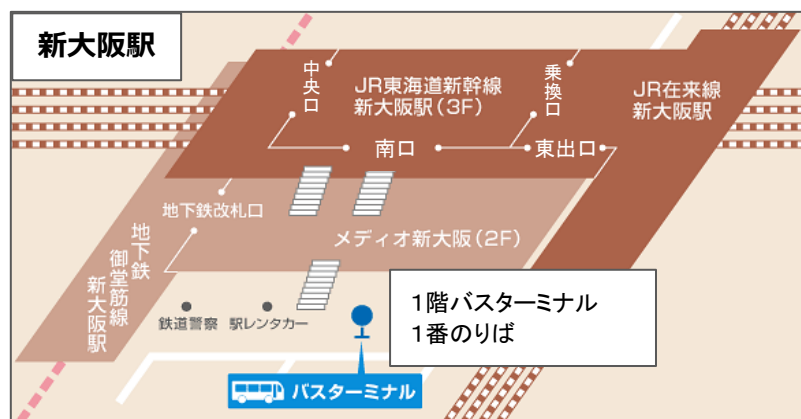 新大阪駅
中央口
JR東海道新幹線
新大阪駅(3F)
乗換口
JR在来線
新大阪駅
南口
東出口
地下鉄改札口
メディオ新大阪(2F)
地下鉄
御堂筋線
新大阪駅
1階バスターミナル
1番のりば
鉄道警察
駅レンタカー
バスターミナル